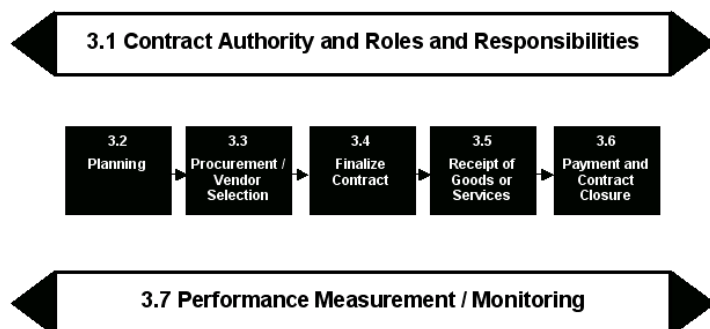 3.1 Contract Authority and Roles and Responsibilities
3.2
Planning
3.3
Procurement /
Vendor
Selection
3.4
Finalize
Contract
3.5
Receipt of
Goods or
Services
3.6
Payment and
Contract
Closure
3.7 Performance Measurement / Monitoring